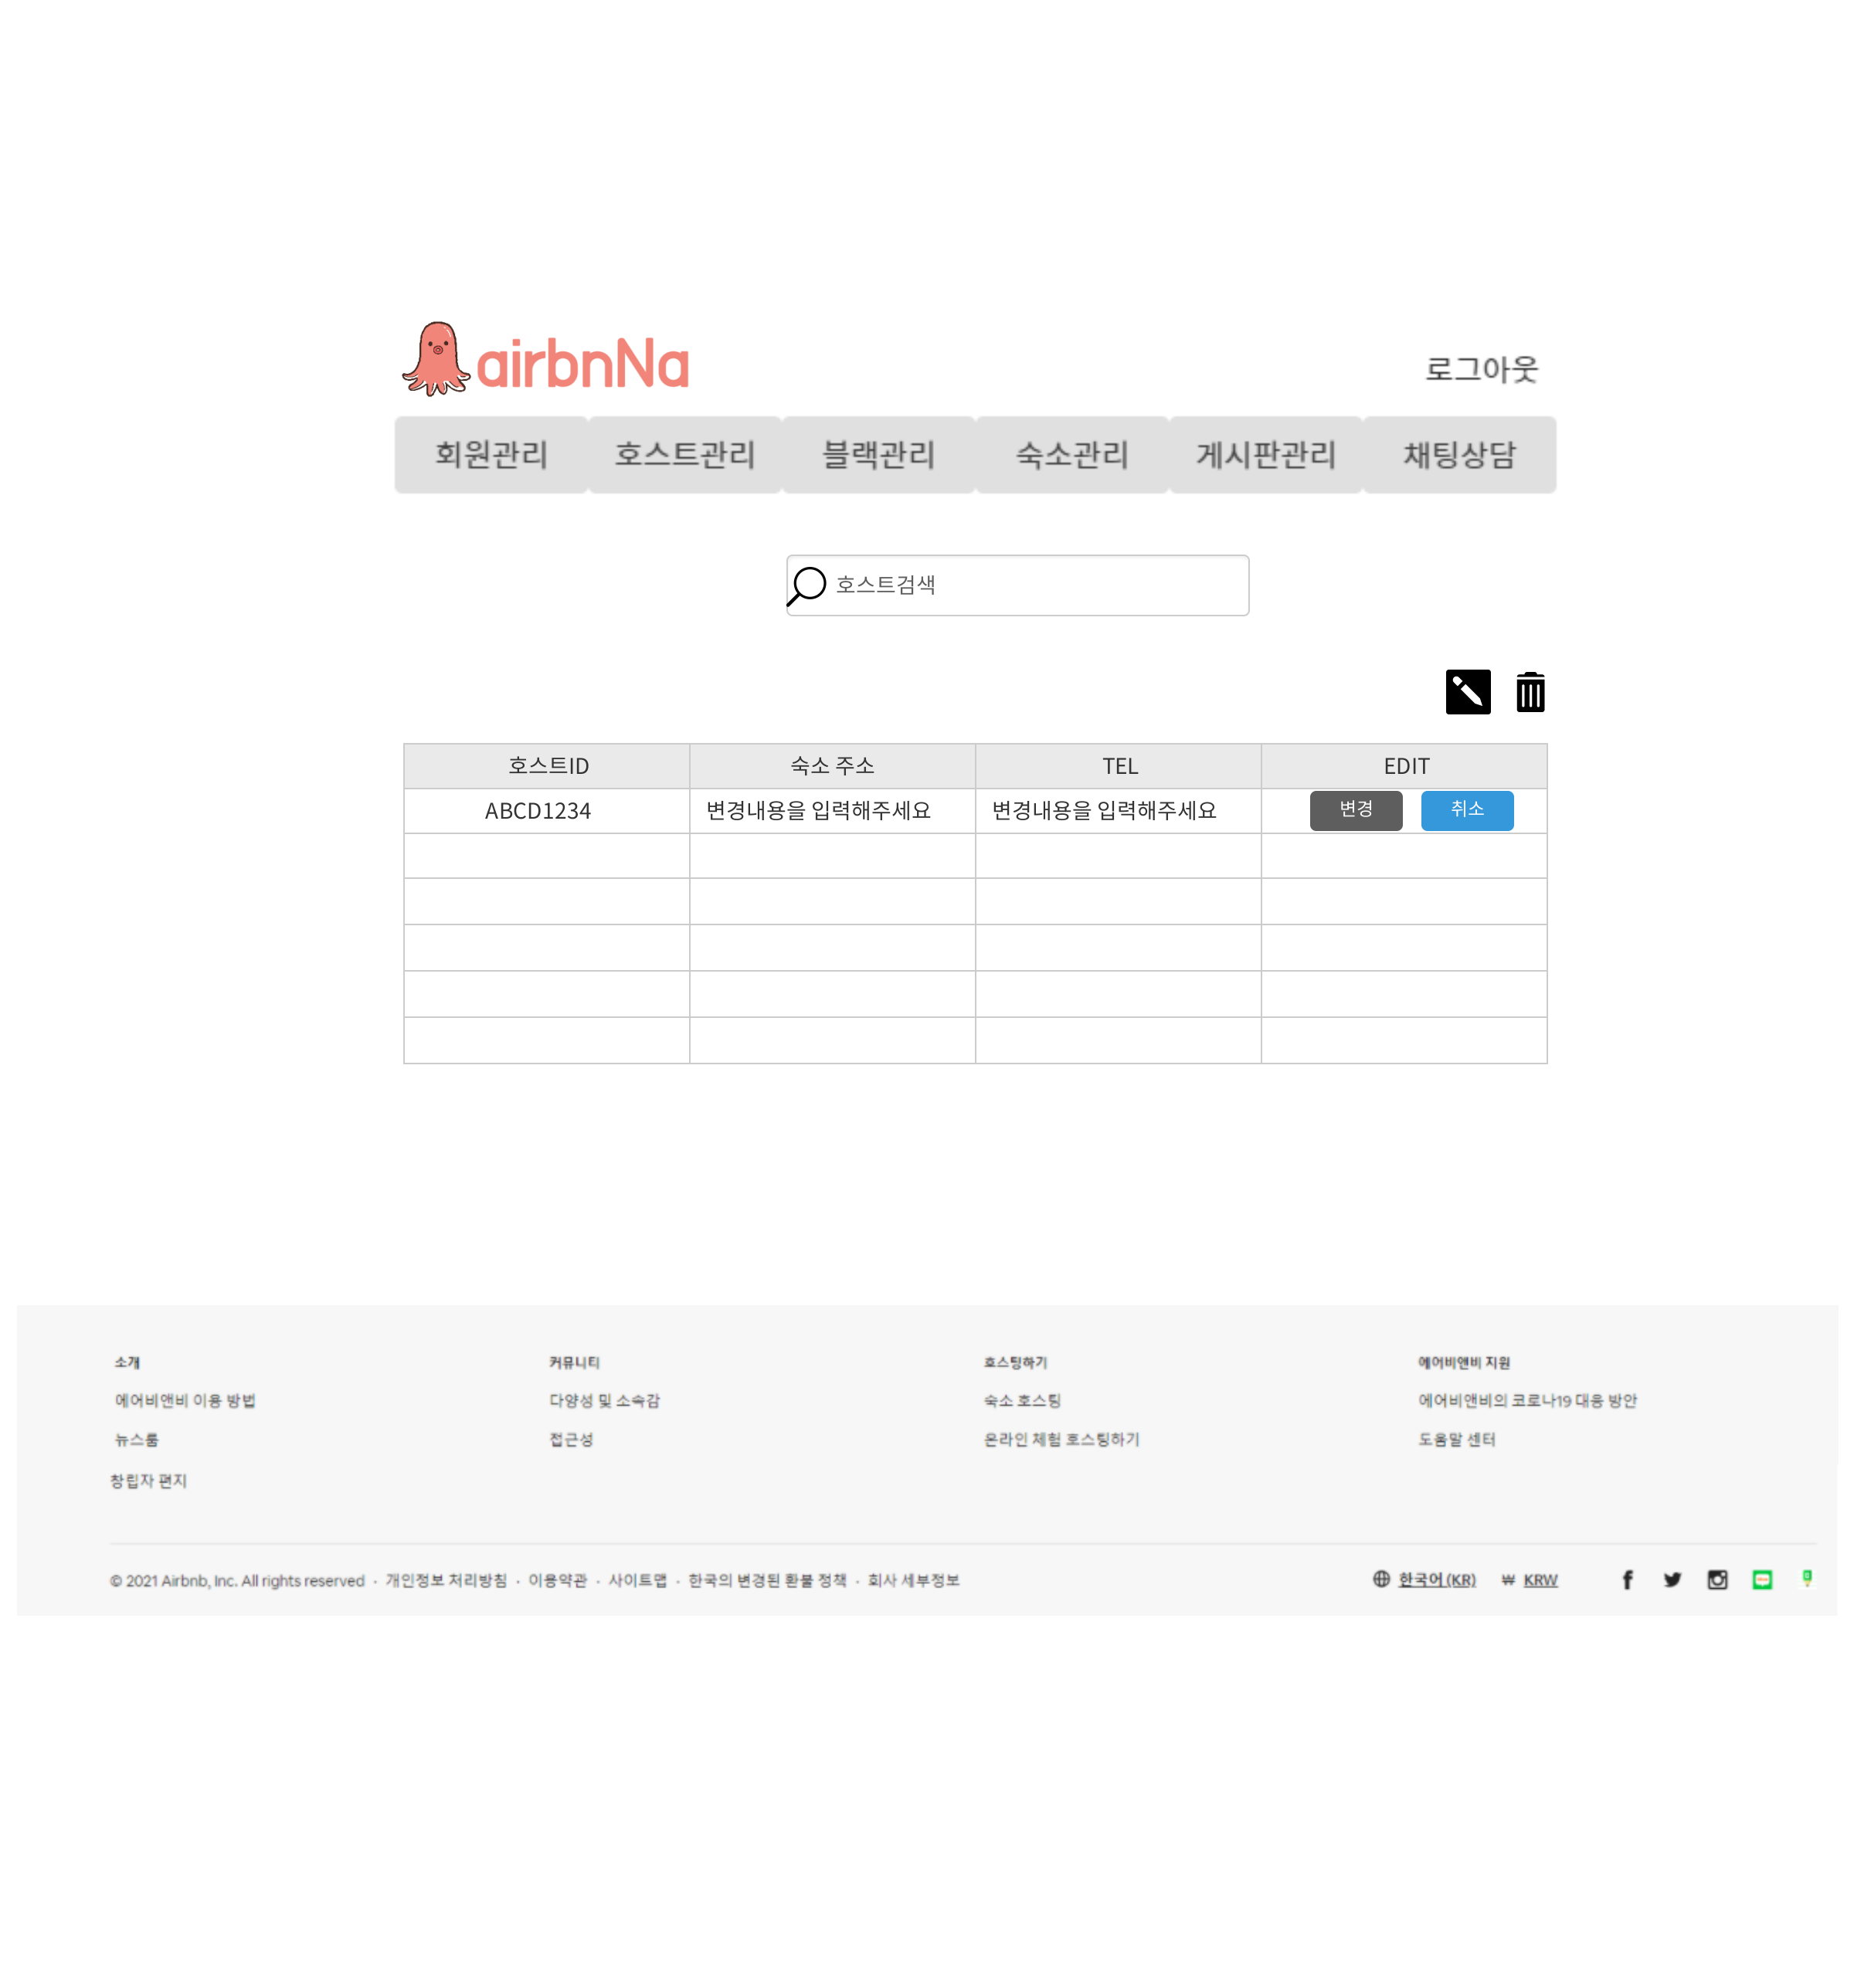 airbnNa
로그아웃
회원관리 호스트관리 블랙관리 숙소관리 게시판관리 채팅상담
호스트검색
호스트ID 숙소 주소 TEL EDIT
ABCD1234 변경내용을 입력해주세요 변경내용을 입력해주세요 변경 취소
소개 커뮤니티 호스팅하기 에어비앤비 지원
에어비앤비 이용 방법 다양성 및 소속감 숙소 호스팅 에어비앤비의 코로나19 대응 방안
뉴스룸 접근성 온라인 체험 호스팅하기 도움말 센터
창립자 편지
© 2021 Airbnb, Inc. All rights reserved · 개인정보 처리방침 · 이용약관 · 사이트맵 · 한국의 변경된 환불 정책 · 회사 세부정보 한국어 (KR) ₩ KRW